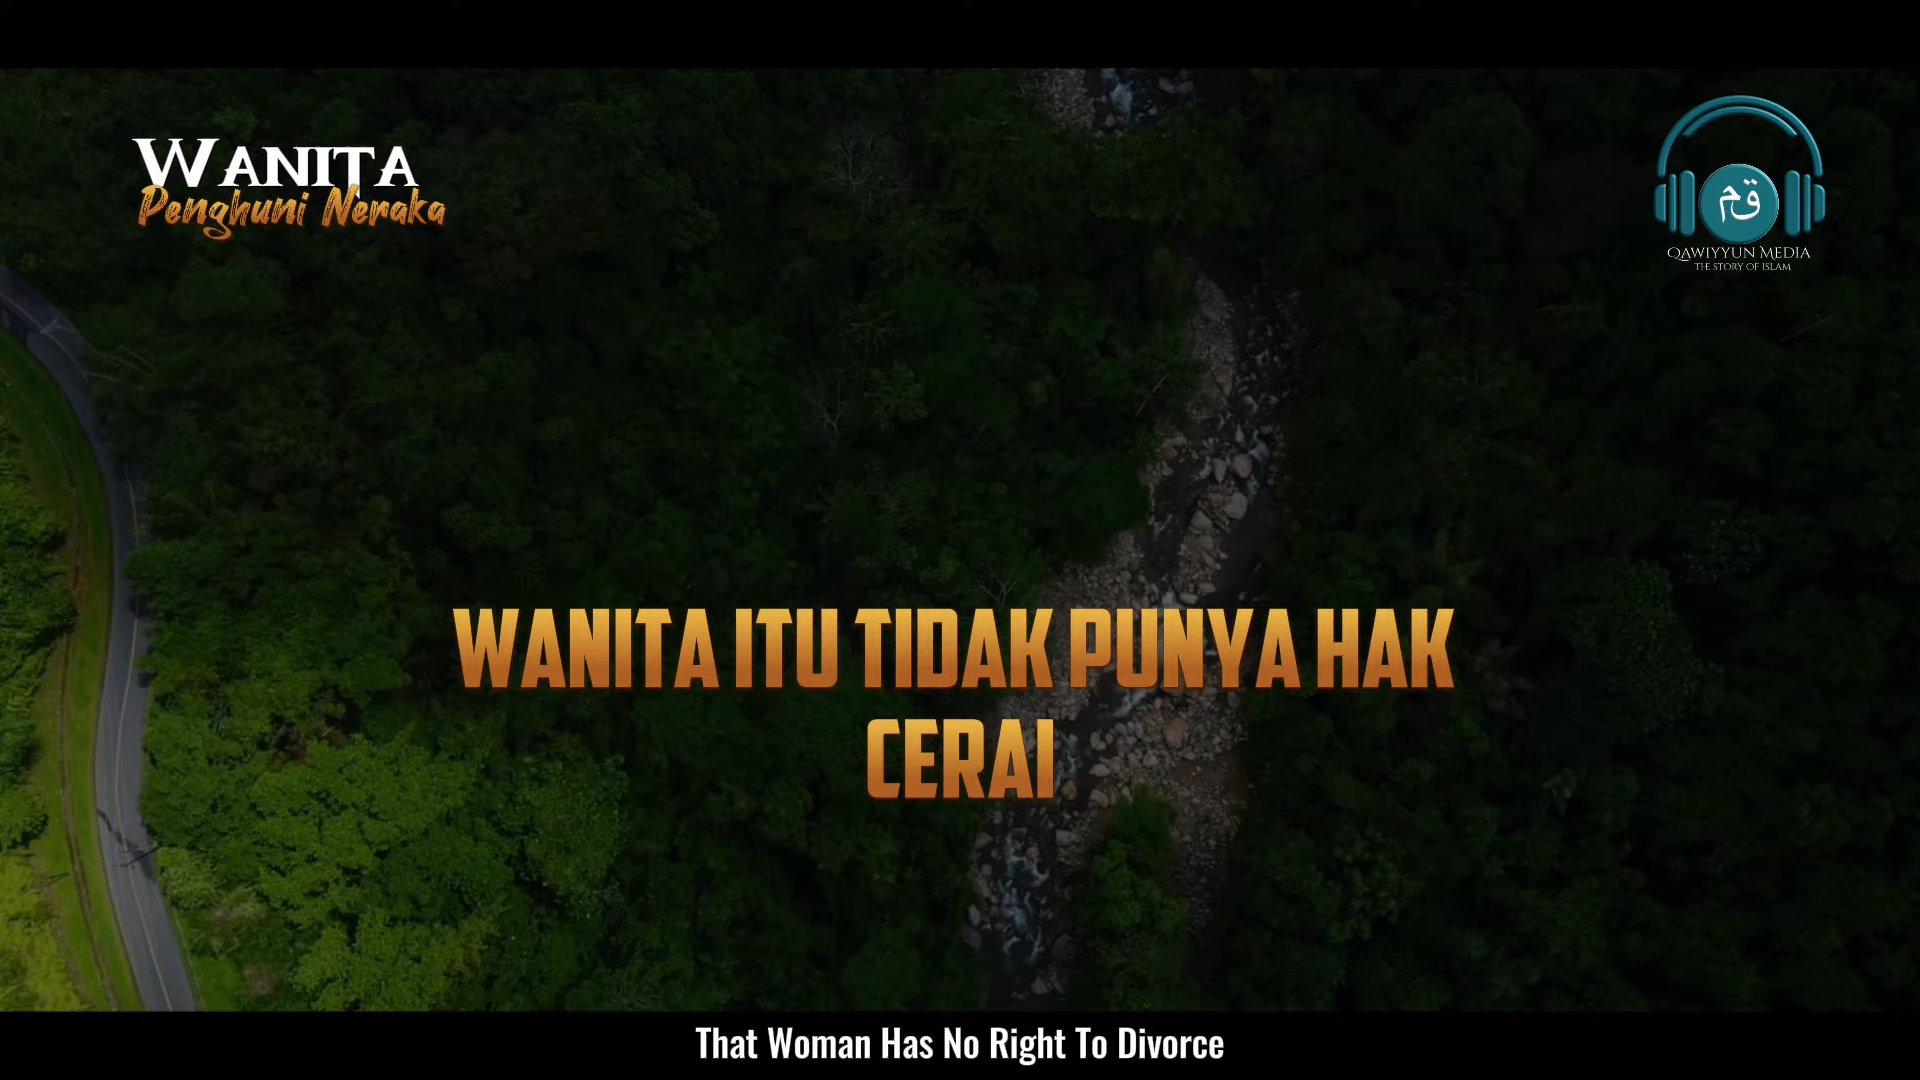 WANITA
Penghuni Neraka
قم
QAWIYYUN MEDIA
THE STORY OF ISLAM
WANITA ITU TIDAK PUNYA HAK
CERAI
That Woman Has No Right To Divorce